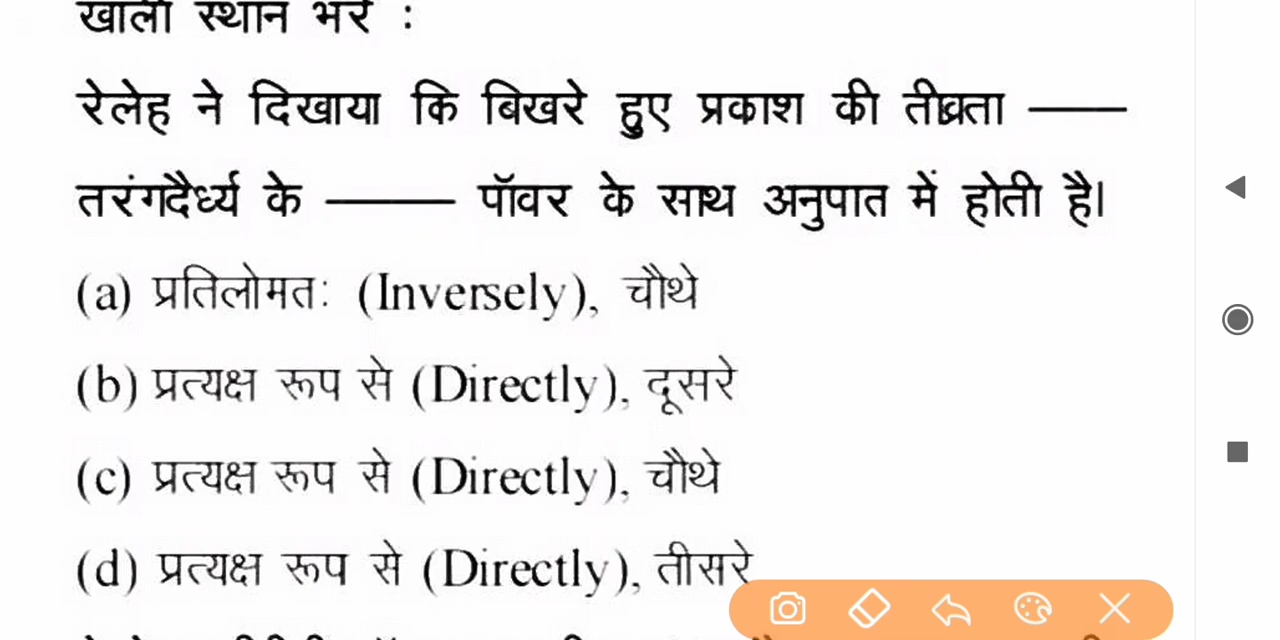 खाली स्थान भरें :
रेलेह ने दिखाया कि बिखरे हुए प्रकाश की तीव्रता ——
तरंगदैर्ध्य के —— पॉवर के साथ अनुपात में होती है।
(a) प्रतिलोमतः (Inversely), चौथे
(b) प्रत्यक्ष रूप से (Directly), दूसरे
(c) प्रत्यक्ष रूप से (Directly), चौथे
(d) प्रत्यक्ष रूप से (Directly), तीसरे